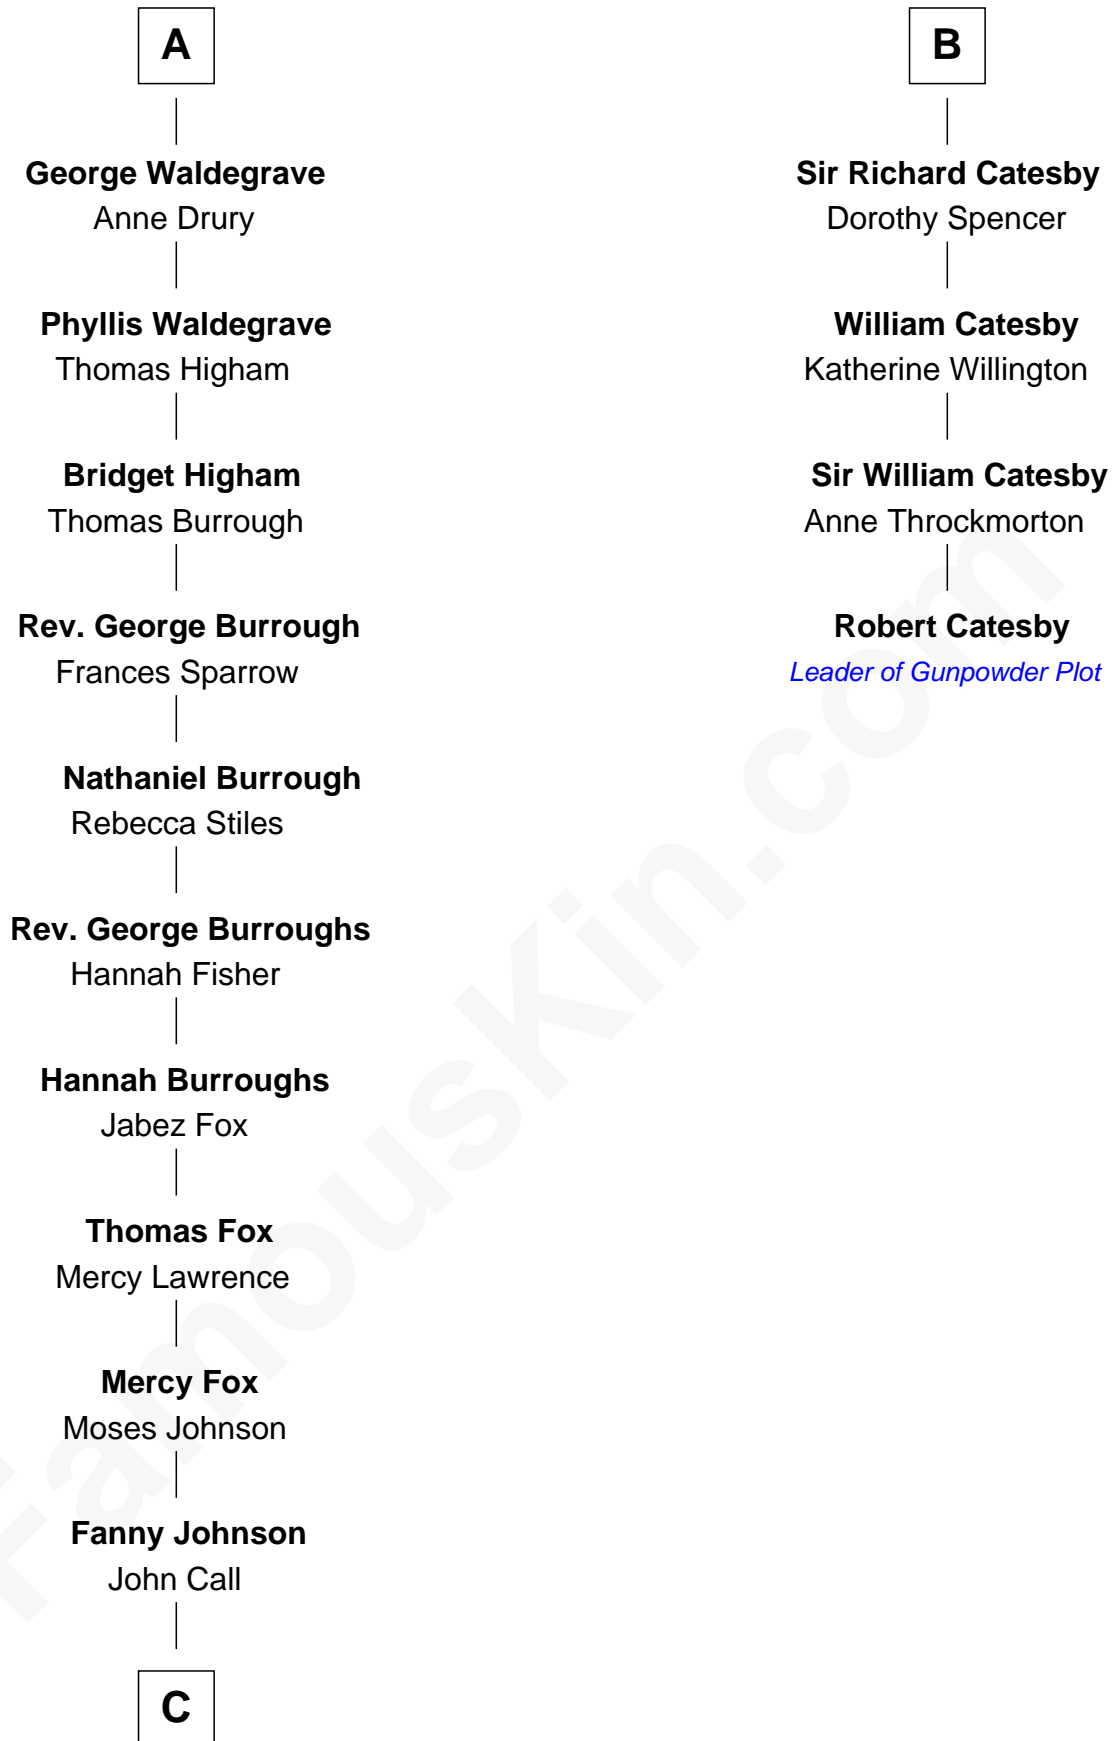 A
George Waldegrave
Anne Drury
Phyllis Waldegrave
Thomas Higham
Bridget Higham
Thomas Burrough
Rev. George Burrough
Frances Sparrow
Nathaniel Burrough
Rebecca Stiles
Rev. George Burroughs
Hannah Fisher
Hannah Burroughs
Jabez Fox
Thomas Fox
Mercy Lawrence
Mercy Fox
Moses Johnson
Fanny Johnson
John Call
C
B
Sir Richard Catesby
Dorothy Spencer
William Catesby
Katherine Willington
Sir William Catesby
Anne Throckmorton
Robert Catesby
Leader of Gunpowder Plot
FamousKin.com